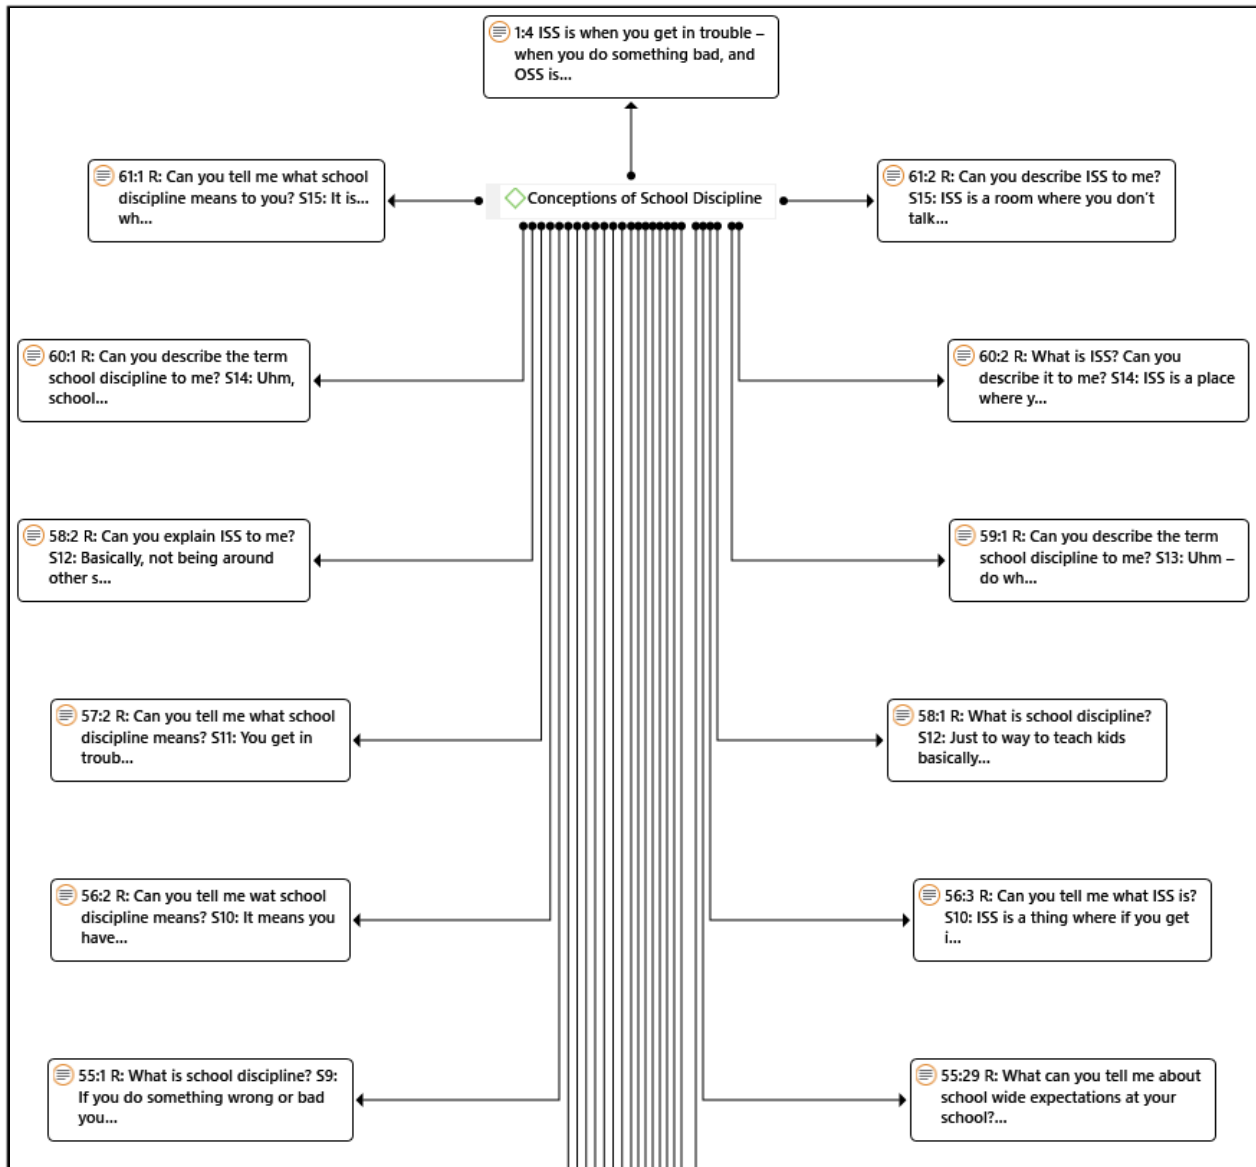 1:4 ISS is when you get in trouble –
when you do something bad, and
OSS is...
61:1 R: Can you tell me what school
discipline means to you? S15: It is...
wh...
Conceptions of School Discipline
61:2 R: Can you describe ISS to me?
S15: ISS is a room where you don't
talk...
60:1 R: Can you describe the term
school discipline to me? S14: Uhm,
school...
60:2 R: What is ISS? Can you
describe it to me? S14: ISS is a place
where y...
58:2 R: Can you explain ISS to me?
S12: Basically, not being around
other s...
59:1 R: Can you describe the term
school discipline to me? S13: Uhm –
do wh...
57:2 R: Can you tell me what school
discipline means? S11: You get in
troub...
58:1 R: What is school discipline?
S12: Just to way to teach kids
basically...
56:2 R: Can you tell me wat school
discipline means? S10: It means you
have...
56:3 R: Can you tell me what ISS is?
S10: ISS is a thing where if you get
i...
55:1 R: What is school discipline? S9:
If you do something wrong or bad
you...
55:29 R: What can you tell me about
school wide expectations at your
school?...